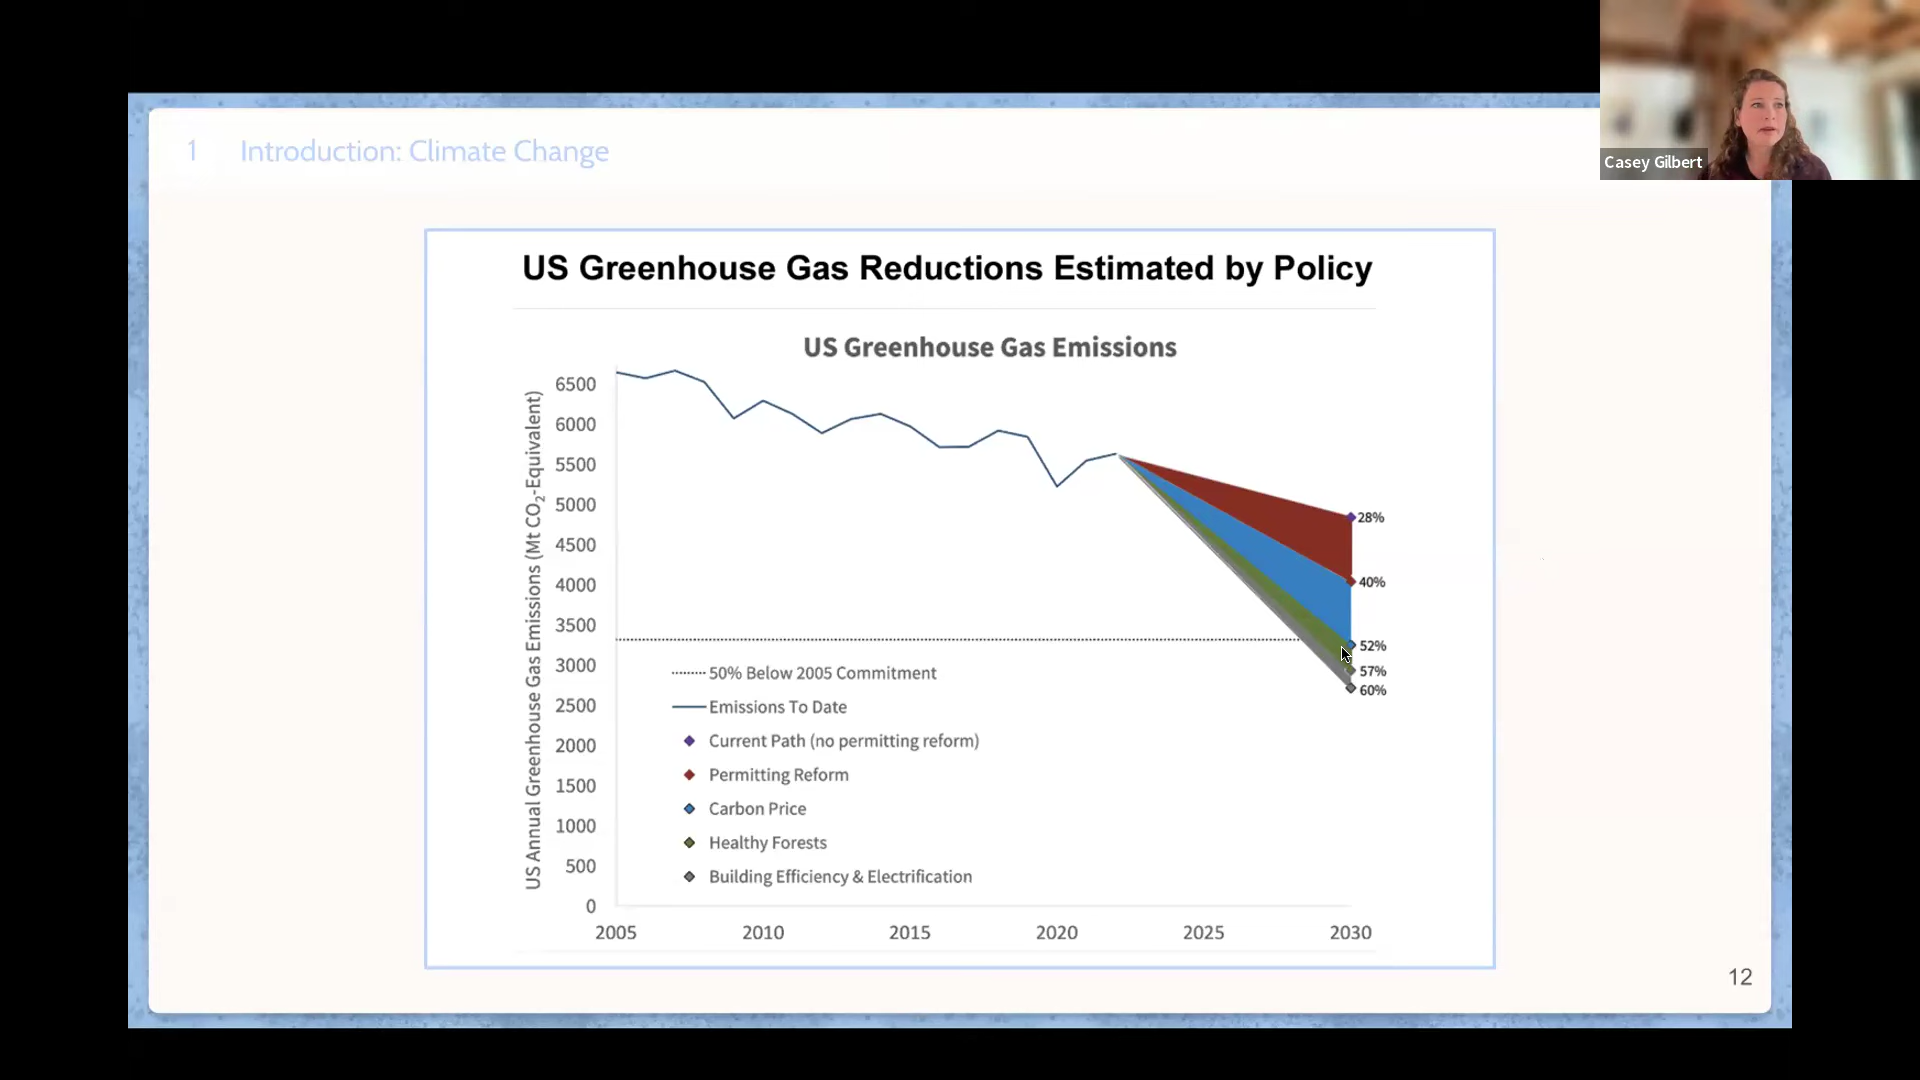 1 Introduction: Climate Change
Casey Gilbert
US Greenhouse Gas Reductions Estimated by Policy
US Greenhouse Gas Emissions
US Annual Greenhouse Gas Emissions (Mt CO₂-Equivalent)
6500
6000
5500
5000
4500
4000
3500
3000
2500
2000
1500
1000
500
0
28%
40%
52%
57%
60%
50% Below 2005 Commitment
Emissions To Date
Current Path (no permitting reform)
Permitting Reform
Carbon Price
Healthy Forests
Building Efficiency & Electrification
2005 2010 2015 2020 2025 2030
12